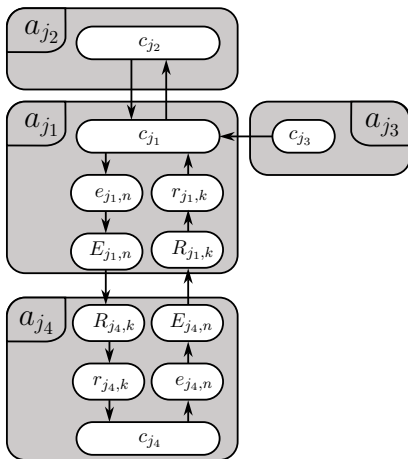 a_{j_2}
c_{j_2}
a_{j_1}
c_{j_1}
c_{j_3}
a_{j_3}
e_{j_1,n}
r_{j_1,k}
E_{j_1,n}
R_{j_1,k}
a_{j_4}
R_{j_4,k}
E_{j_4,n}
r_{j_4,k}
e_{j_4,n}
c_{j_4}